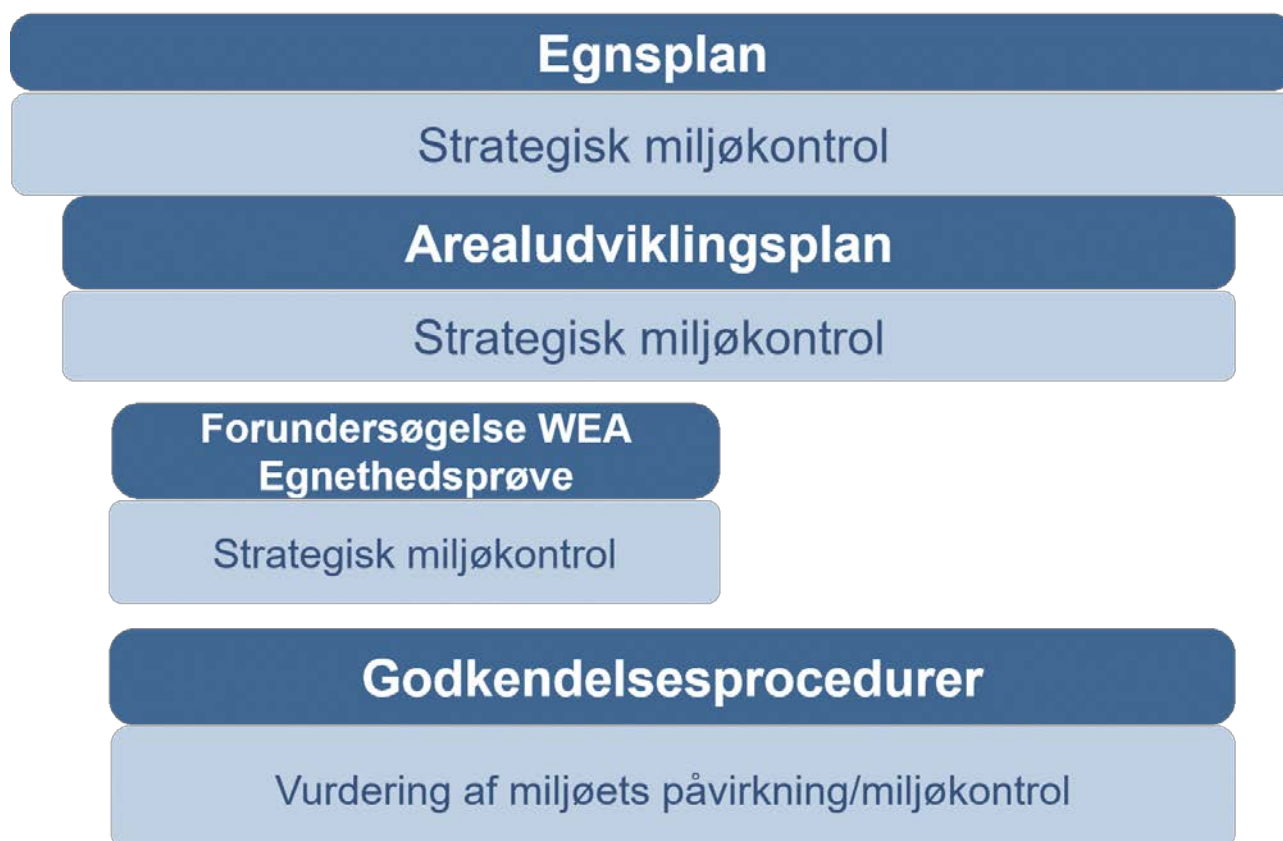 Egnsplan
Strategisk miljøkontrol
Arealudviklingsplan
Strategisk miljøkontrol
Forundersøgelse WEA
Egnethedsprøve
Strategisk miljøkontrol
Godkendelsesprocedurer
Vurdering af miljøets påvirkning/miljøkontrol